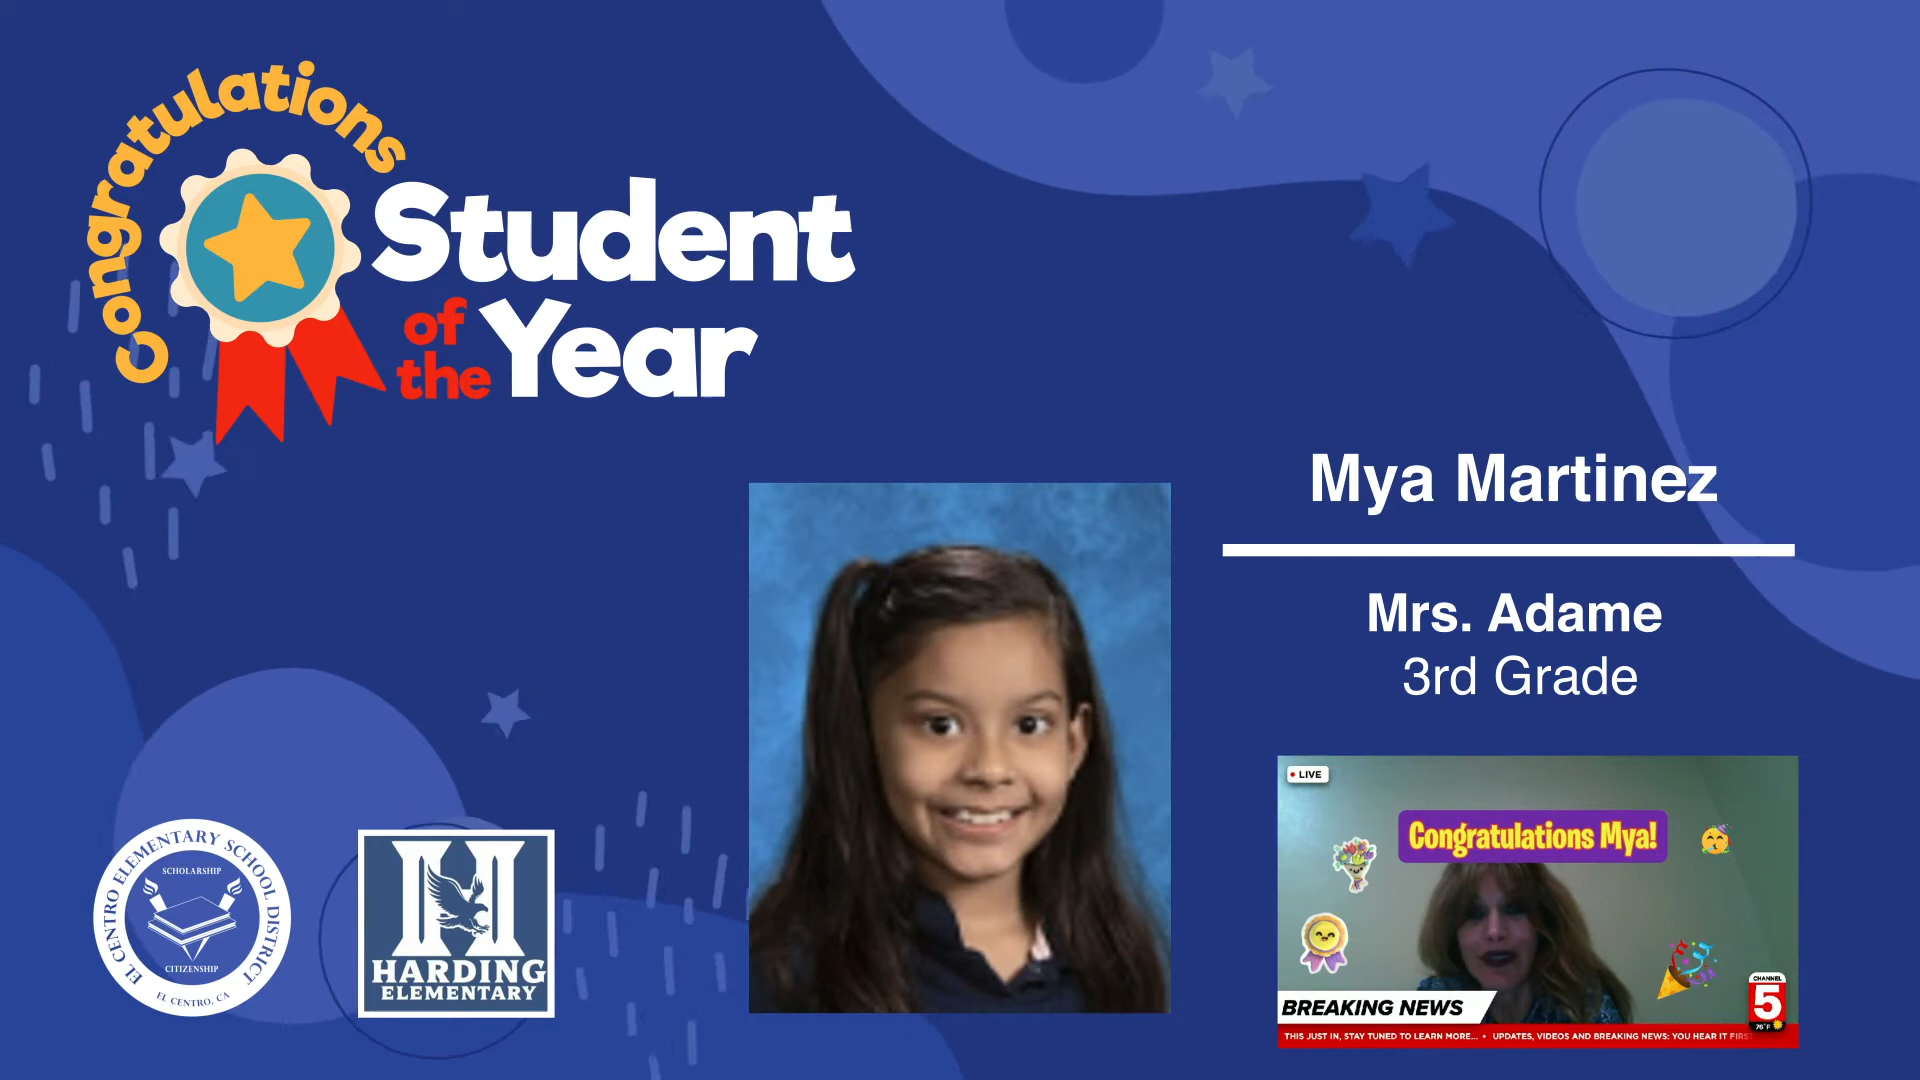 Congratulations
Student
of
the
Year
Mya Martinez
Mrs. Adame
3rd Grade
EL CENTRO ELEMENTARY SCHOOL DISTRICT
SCHOLARSHIP
CITIZENSHIP
EL CENTRO, CA
H
HARDING
ELEMENTARY
LIVE
Congratulations Mya!
BREAKING NEWS
CHANNEL
5
76°F
THIS JUST IN, STAY TUNED TO LEARN MORE... • UPDATES, VIDEOS AND BREAKING NEWS: YOU HEAR IT FIRS